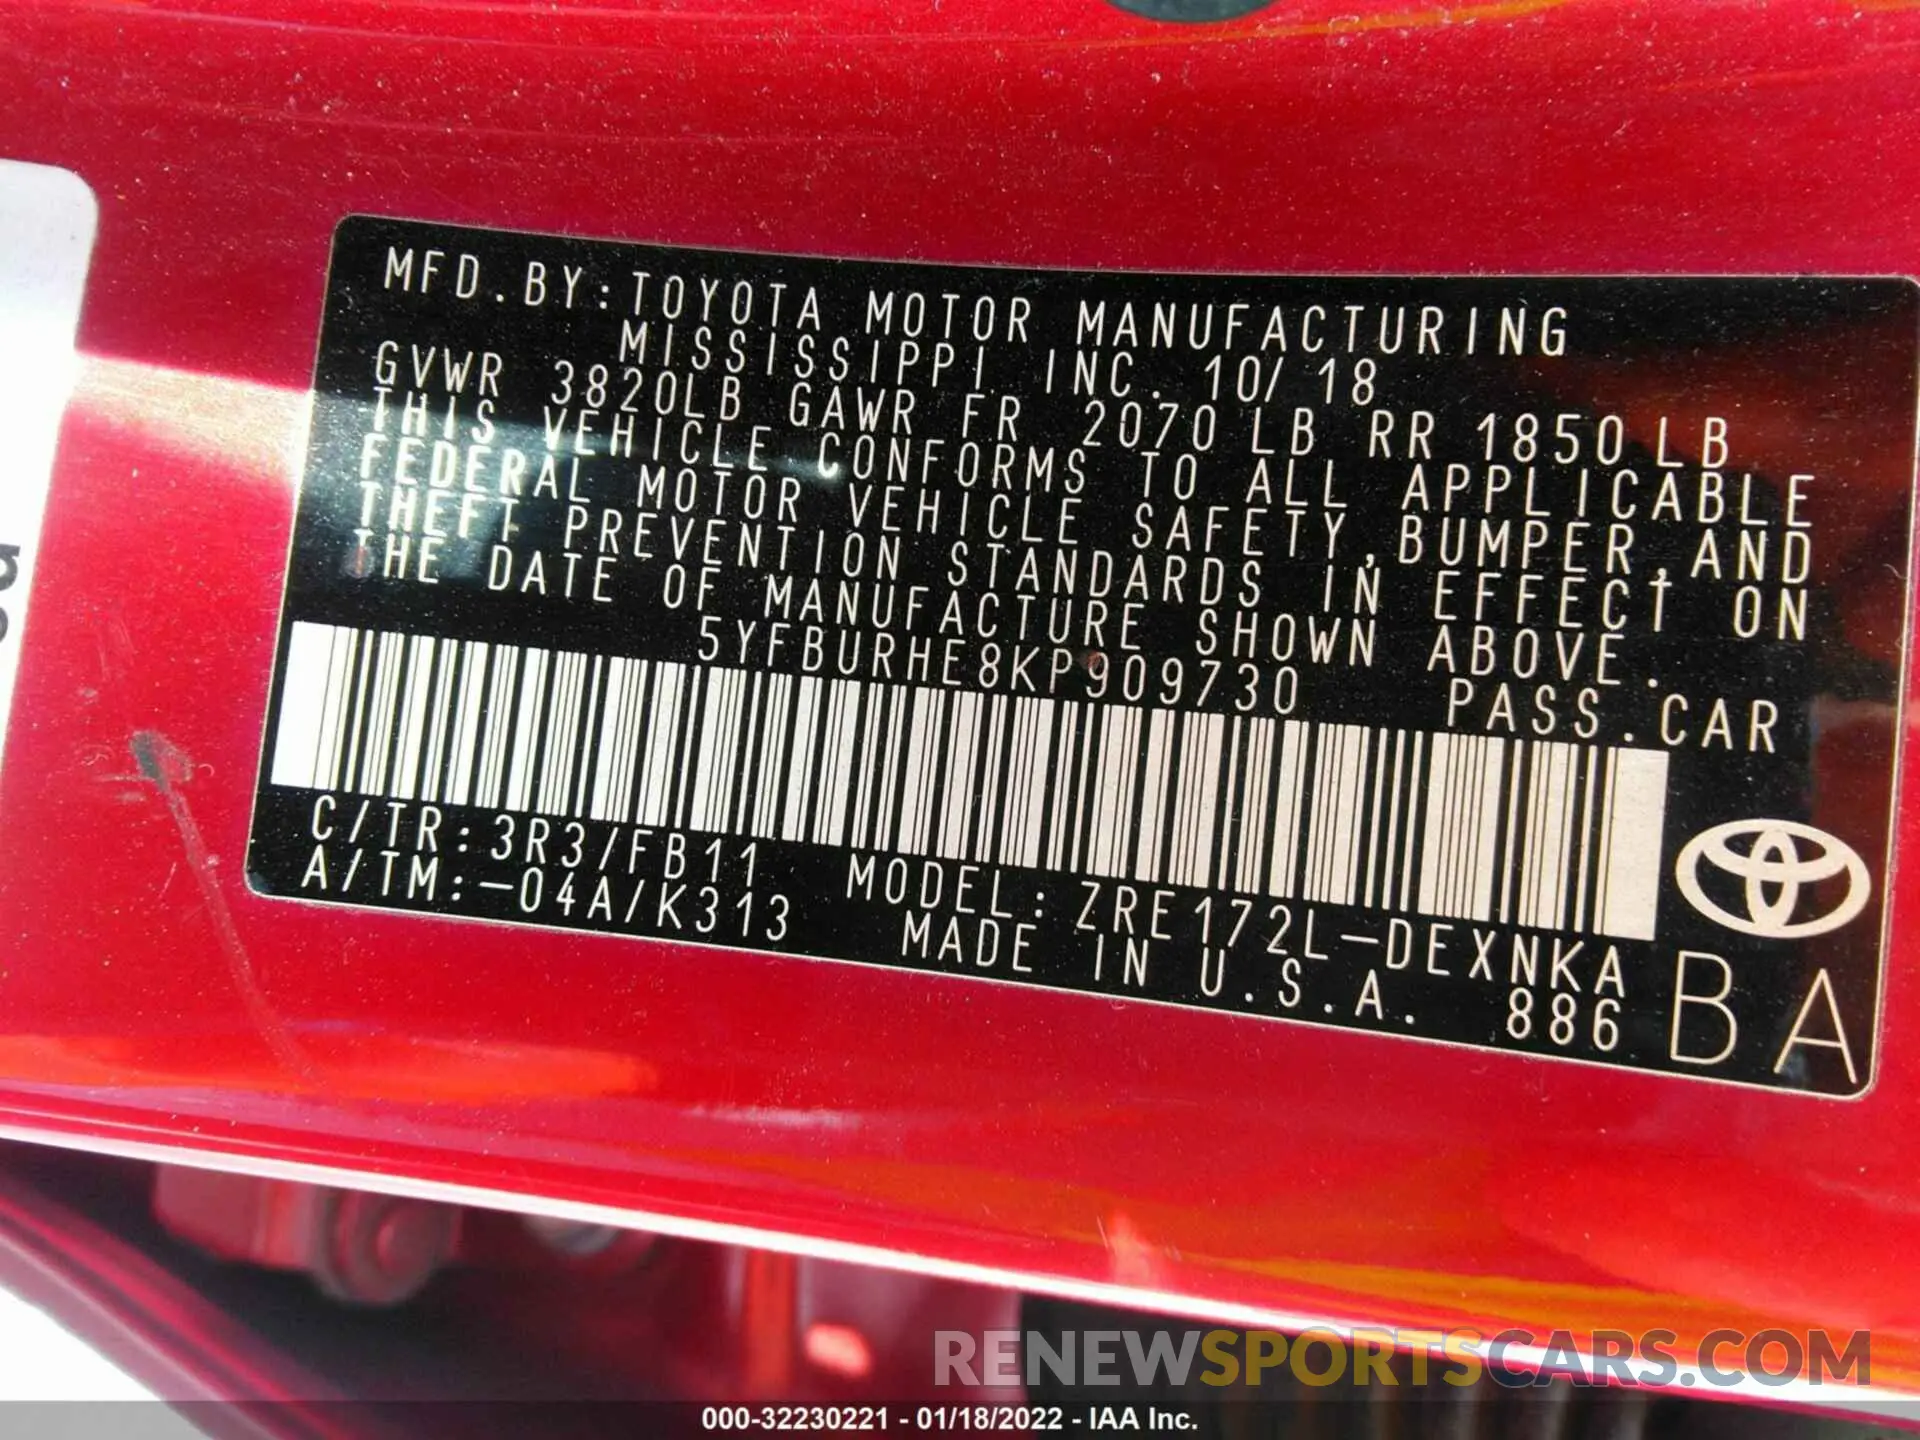 MFD.BY:TOYOTA MOTOR MANUFACTURING
MISSISSIPPI INC. 10/18
GVWR 3820LB GAWR FR 2070LB RR 1850LB
THIS VEHICLE CONFORMS TO ALL APPLICABLE
FEDERAL MOTOR VEHICLE SAFETY,BUMPER,AND
THEFT PREVENTION STANDARDS IN EFFECT ON
THE DATE OF MANUFACTURE SHOWN ABOVE.
5YFBURHE8KP909730 PASS.CAR
C/TR:3R3/FB11 MODEL:ZRE172L-DEXNKA
A/TM:-04A/K313 MADE IN U.S.A. 886
BA
RENEWSPORTSCARS.COM
000-32230221 - 01/18/2022 - IAA Inc.